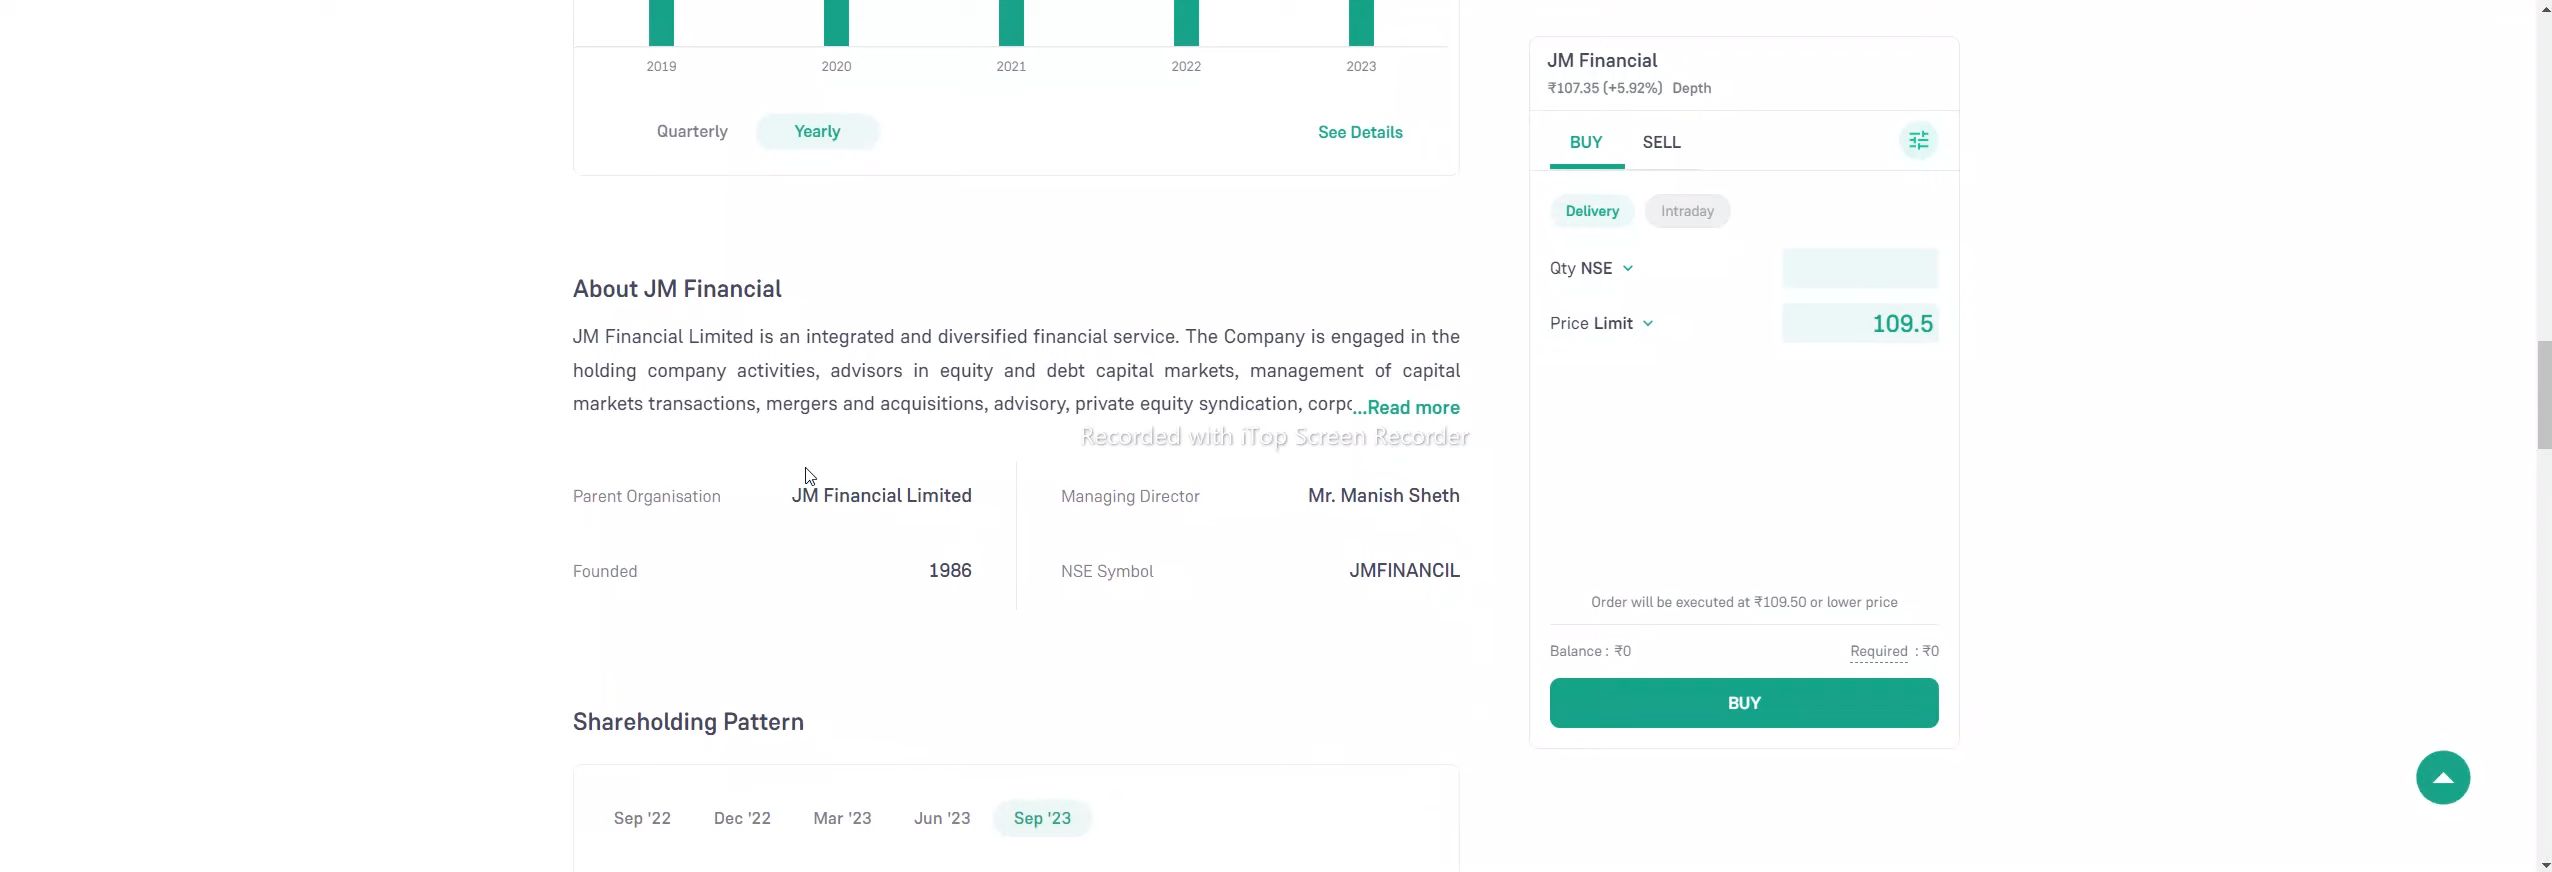 2019 2020 2021 2022 2023
Quarterly Yearly See Details
About JM Financial
JM Financial Limited is an integrated and diversified financial service. The Company is engaged in the
holding company activities, advisors in equity and debt capital markets, management of capital
markets transactions, mergers and acquisitions, advisory, private equity syndication, corpo...Read more
Recorded with iTop Screen Recorder
Parent Organisation JM Financial Limited
Managing Director Mr. Manish Sheth
Founded 1986
NSE Symbol JMFINANCIL
Shareholding Pattern
Sep '22 Dec '22 Mar '23 Jun '23 Sep '23
JM Financial
₹107.35 (+5.92%) Depth
BUY SELL
Delivery Intraday
Qty NSE
Price Limit 109.5
Order will be executed at ₹109.50 or lower price
Balance : ₹0 Required : ₹0
BUY